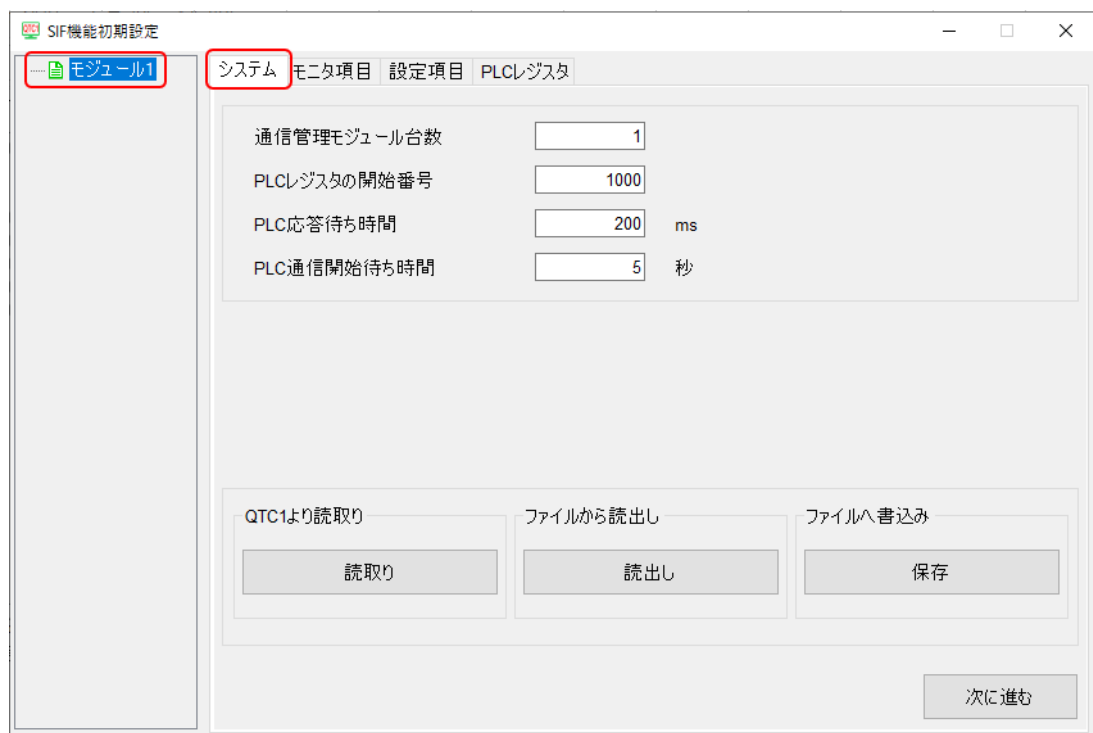 QTC1 SIF機能初期設定
モジュール1
システム モニタ項目 設定項目 PLCレジスタ
通信管理モジュール台数 1
PLCレジスタの開始番号 1000
PLC応答待ち時間 200 ms
PLC通信開始待ち時間 5 秒
QTC1より読取り ファイルから読出し ファイルへ書込み
読取り 読出し 保存
次に進む